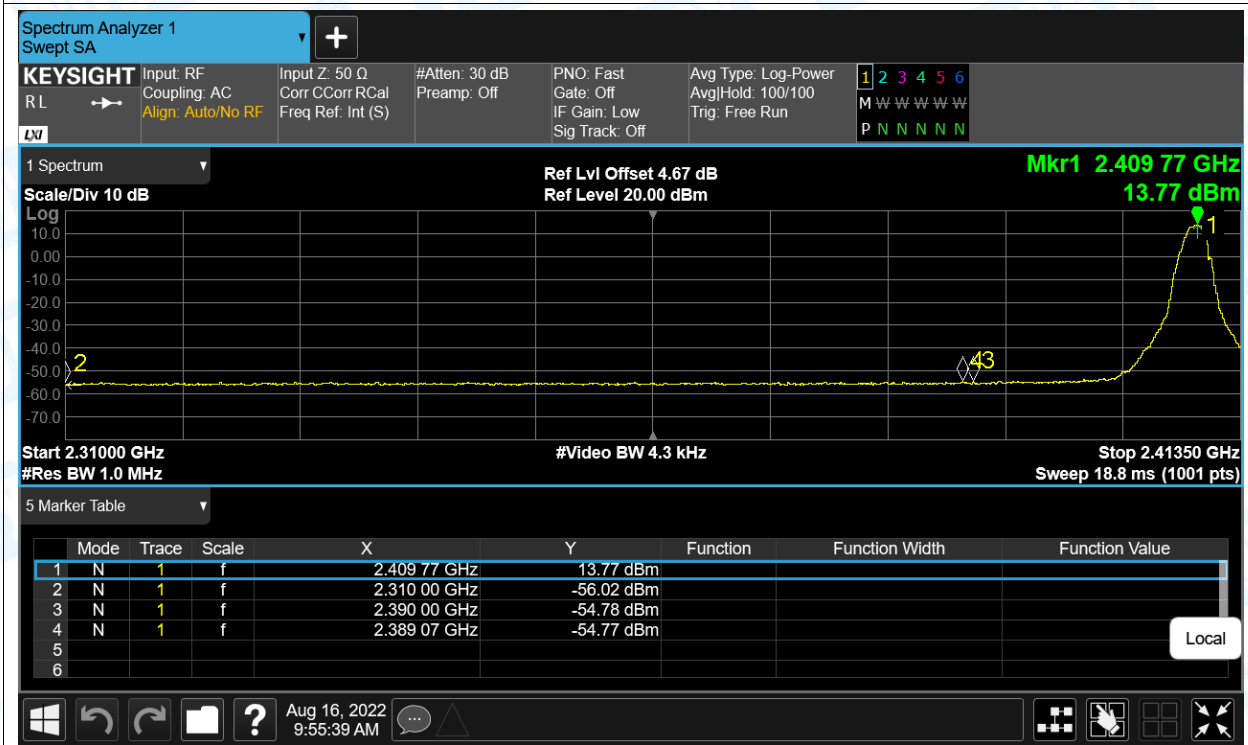 Spectrum Analyzer 1
Swept SA
KEYSIGHT
RL
LXI
Input: RF
Coupling: AC
Align: Auto/No RF
Input Z: 50 Ω
Corr CCorr RCal
Freq Ref: Int (S)
#Atten: 30 dB
Preamp: Off
PNO: Fast
Gate: Off
IF Gain: Low
Sig Track: Off
Avg Type: Log-Power
Avg|Hold: 100/100
Trig: Free Run
1 2 3 4 5 6
M W W W W W
P N N N N N
1 Spectrum
Scale/Div 10 dB
Ref Lvl Offset 4.67 dB
Ref Level 20.00 dBm
Mkr1 2.409 77 GHz
13.77 dBm
Log
10.0
0.00
-10.0
-20.0
-30.0
-40.0
-50.0
-60.0
-70.0
1
2
43
Start 2.31000 GHz
#Video BW 4.3 kHz
Stop 2.41350 GHz
#Res BW 1.0 MHz
Sweep 18.8 ms (1001 pts)
5 Marker Table
Mode Trace Scale X Y Function Function Width Function Value
1 N 1 f 2.409 77 GHz 13.77 dBm
2 N 1 f 2.310 00 GHz -56.02 dBm
3 N 1 f 2.390 00 GHz -54.78 dBm
4 N 1 f 2.389 07 GHz -54.77 dBm
5
6
Local
?
Aug 16, 2022
9:55:39 AM